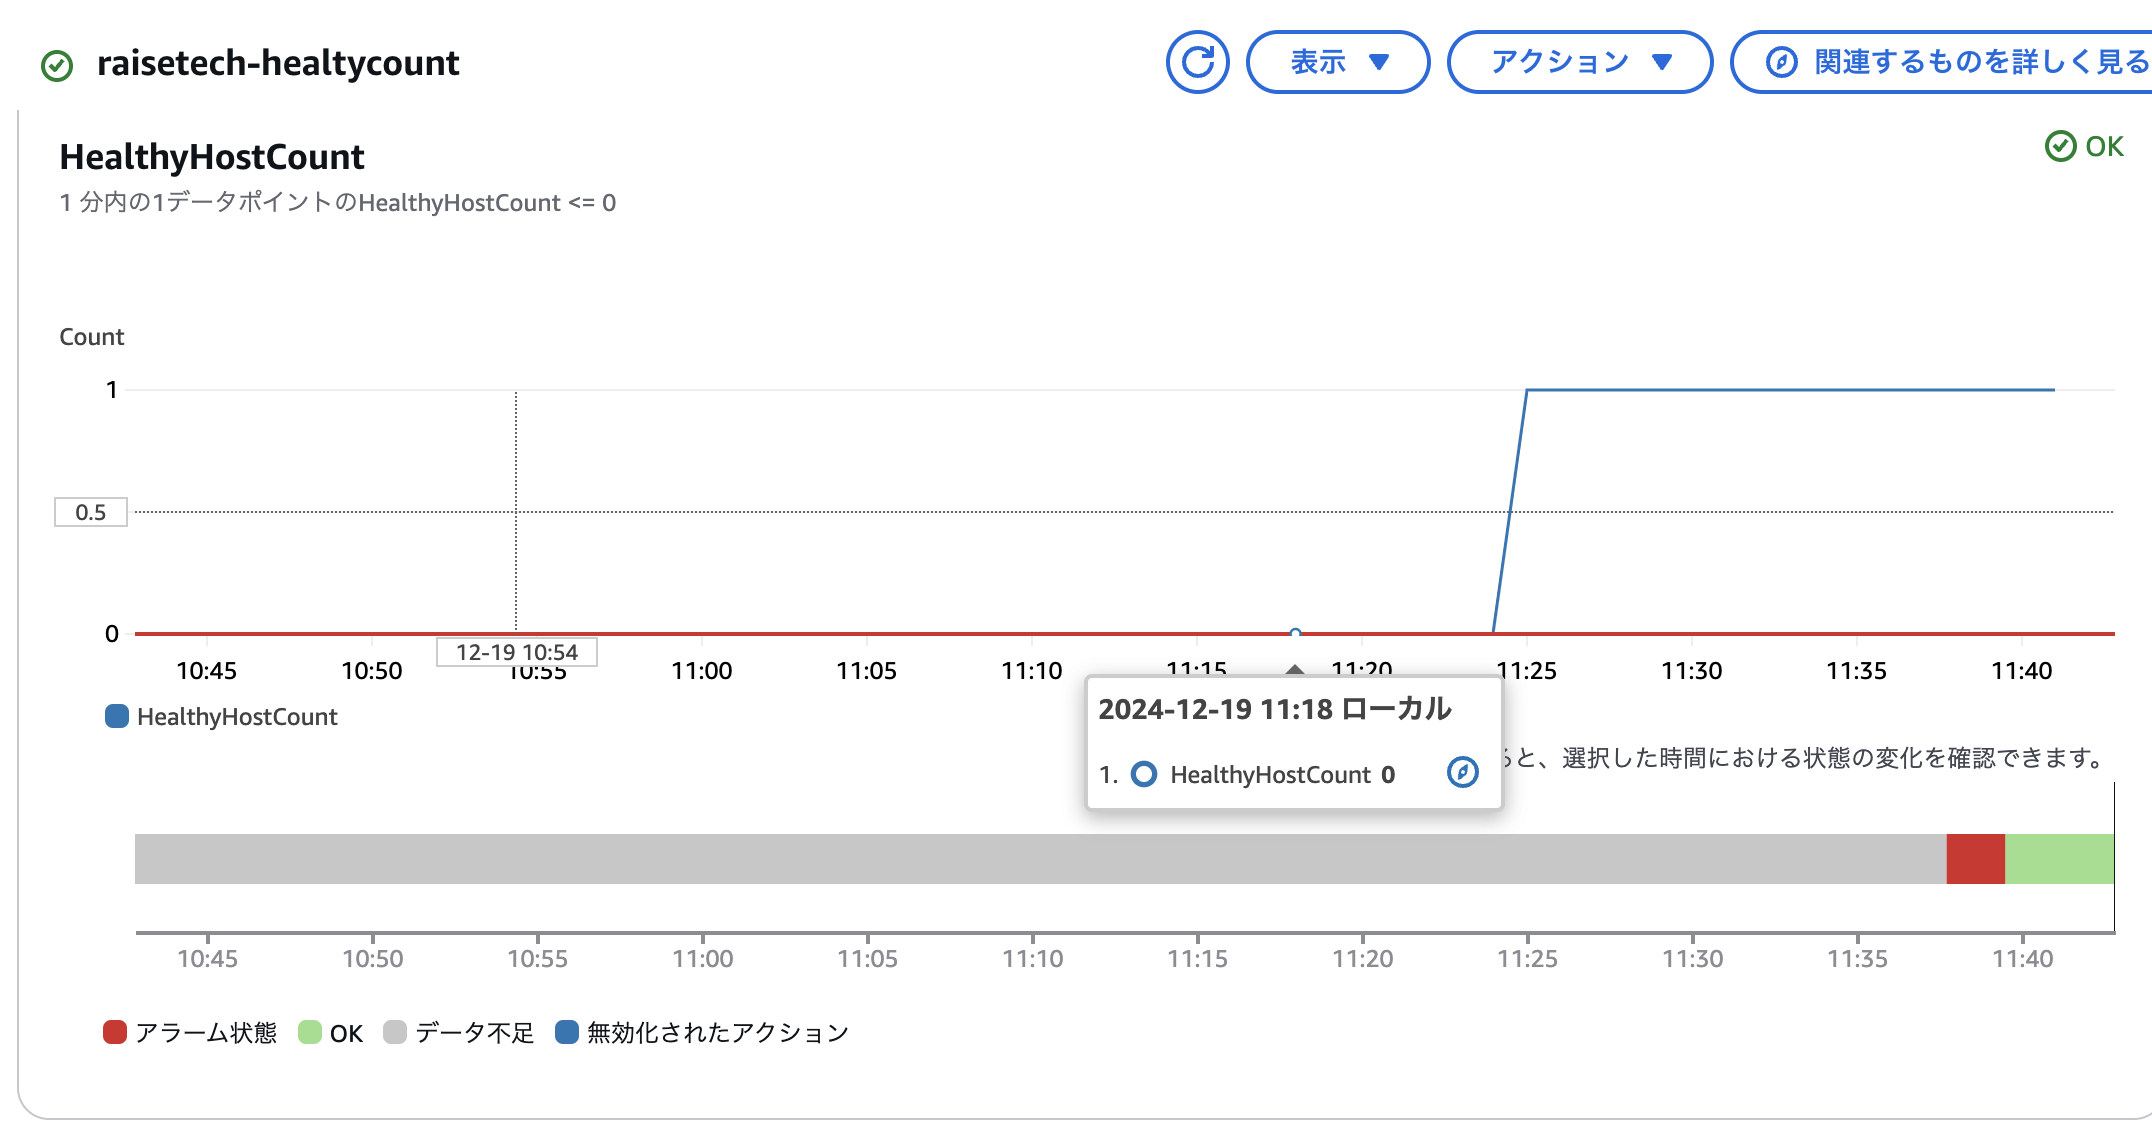 raisetech-healtycount
表示 ▼
アクション ▼
関連するものを詳しく見る
HealthyHostCount
OK
1 分内の1データポイントのHealthyHostCount <= 0
Count
1
0.5
0
12-19 10:54
10:45 10:50 10:55 11:00 11:05 11:10 11:15 11:20 11:25 11:30 11:35 11:40
HealthyHostCount
2024-12-19 11:18 ローカル
1. HealthyHostCount 0
と、選択した時間における状態の変化を確認できます。
10:45 10:50 10:55 11:00 11:05 11:10 11:15 11:20 11:25 11:30 11:35 11:40
アラーム状態 OK データ不足 無効化されたアクション